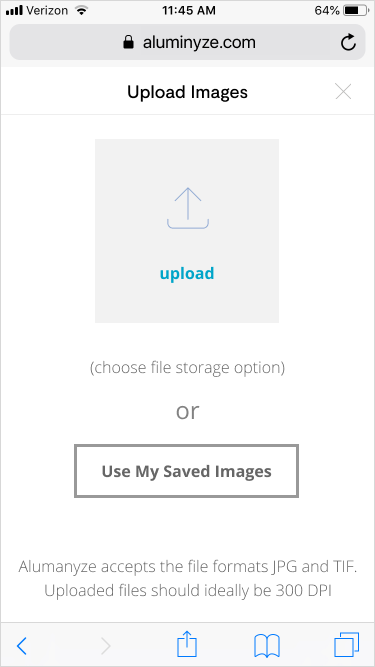 Verizon 11:45 AM 64%
aluminyze.com
Upload Images
upload
(choose file storage option)
or
Use My Saved Images
Alumanyze accepts the file formats JPG and TIF.
Uploaded files should ideally be 300 DPI